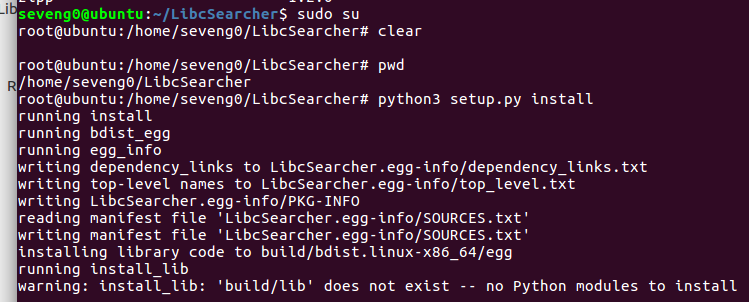 Lib
seveng0@ubuntu:~/LibcSearcher$ sudo su
root@ubuntu:/home/seveng0/LibcSearcher# clear
root@ubuntu:/home/seveng0/LibcSearcher# pwd
/home/seveng0/LibcSearcher
R
root@ubuntu:/home/seveng0/LibcSearcher# python3 setup.py install
running install
running bdist_egg
running egg_info
writing dependency_links to LibcSearcher.egg-info/dependency_links.txt
writing top-level names to LibcSearcher.egg-info/top_level.txt
writing LibcSearcher.egg-info/PKG-INFO
reading manifest file 'LibcSearcher.egg-info/SOURCES.txt'
writing manifest file 'LibcSearcher.egg-info/SOURCES.txt'
installing library code to build/bdist.linux-x86_64/egg
running install_lib
warning: install_lib: 'build/lib' does not exist -- no Python modules to install